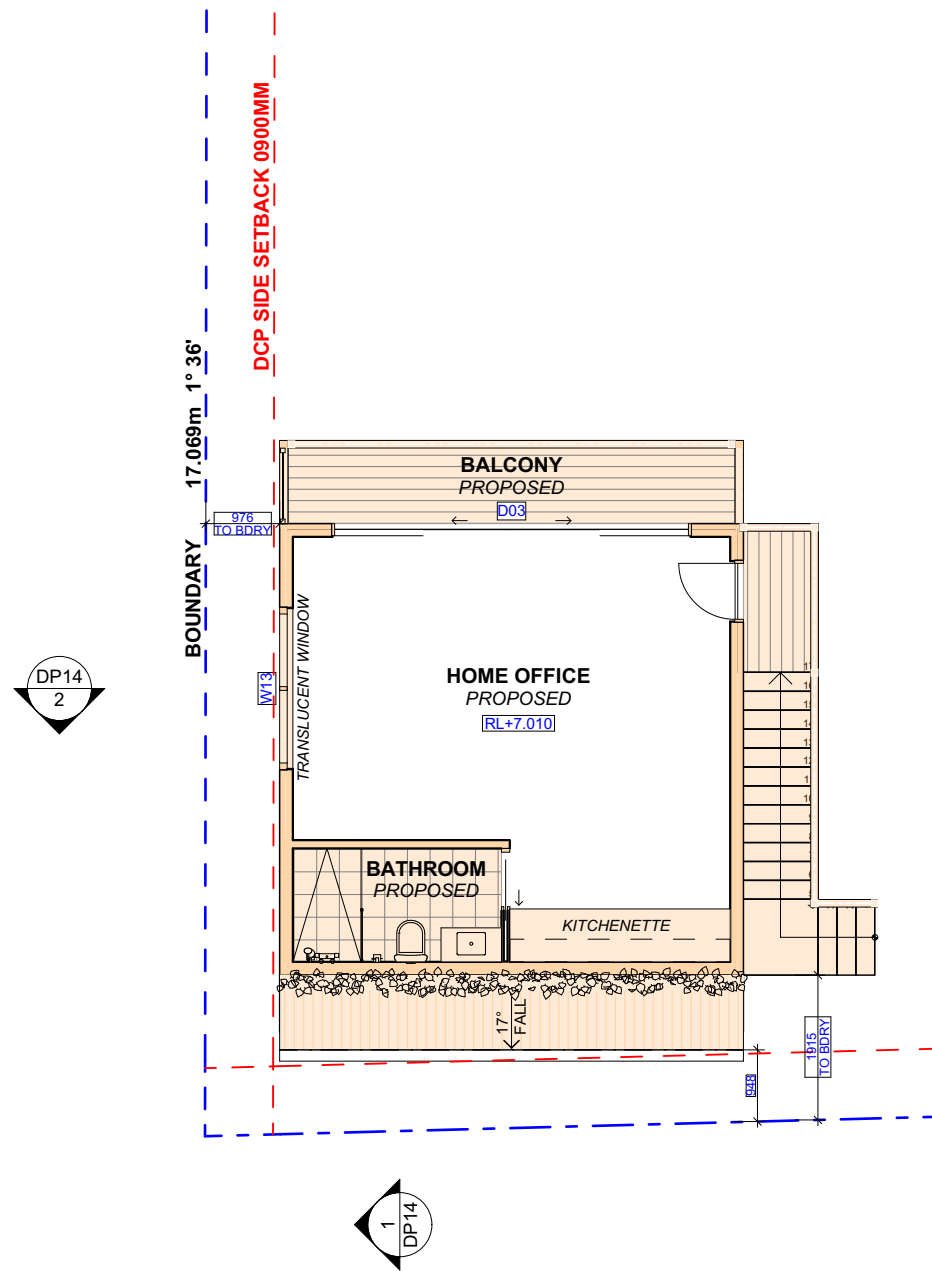 DCP SIDE SETBACK 0900MM
BOUNDARY 17.069m 1° 36'
BALCONY
PROPOSED
D03
976
TO BDRY
TRANSLUCENT WINDOW
W13
DP14
2
HOME OFFICE
PROPOSED
RL+7.010
BATHROOM
PROPOSED
KITCHENETTE
17°
FALL
1915
TO BDRY
948
1
DP14